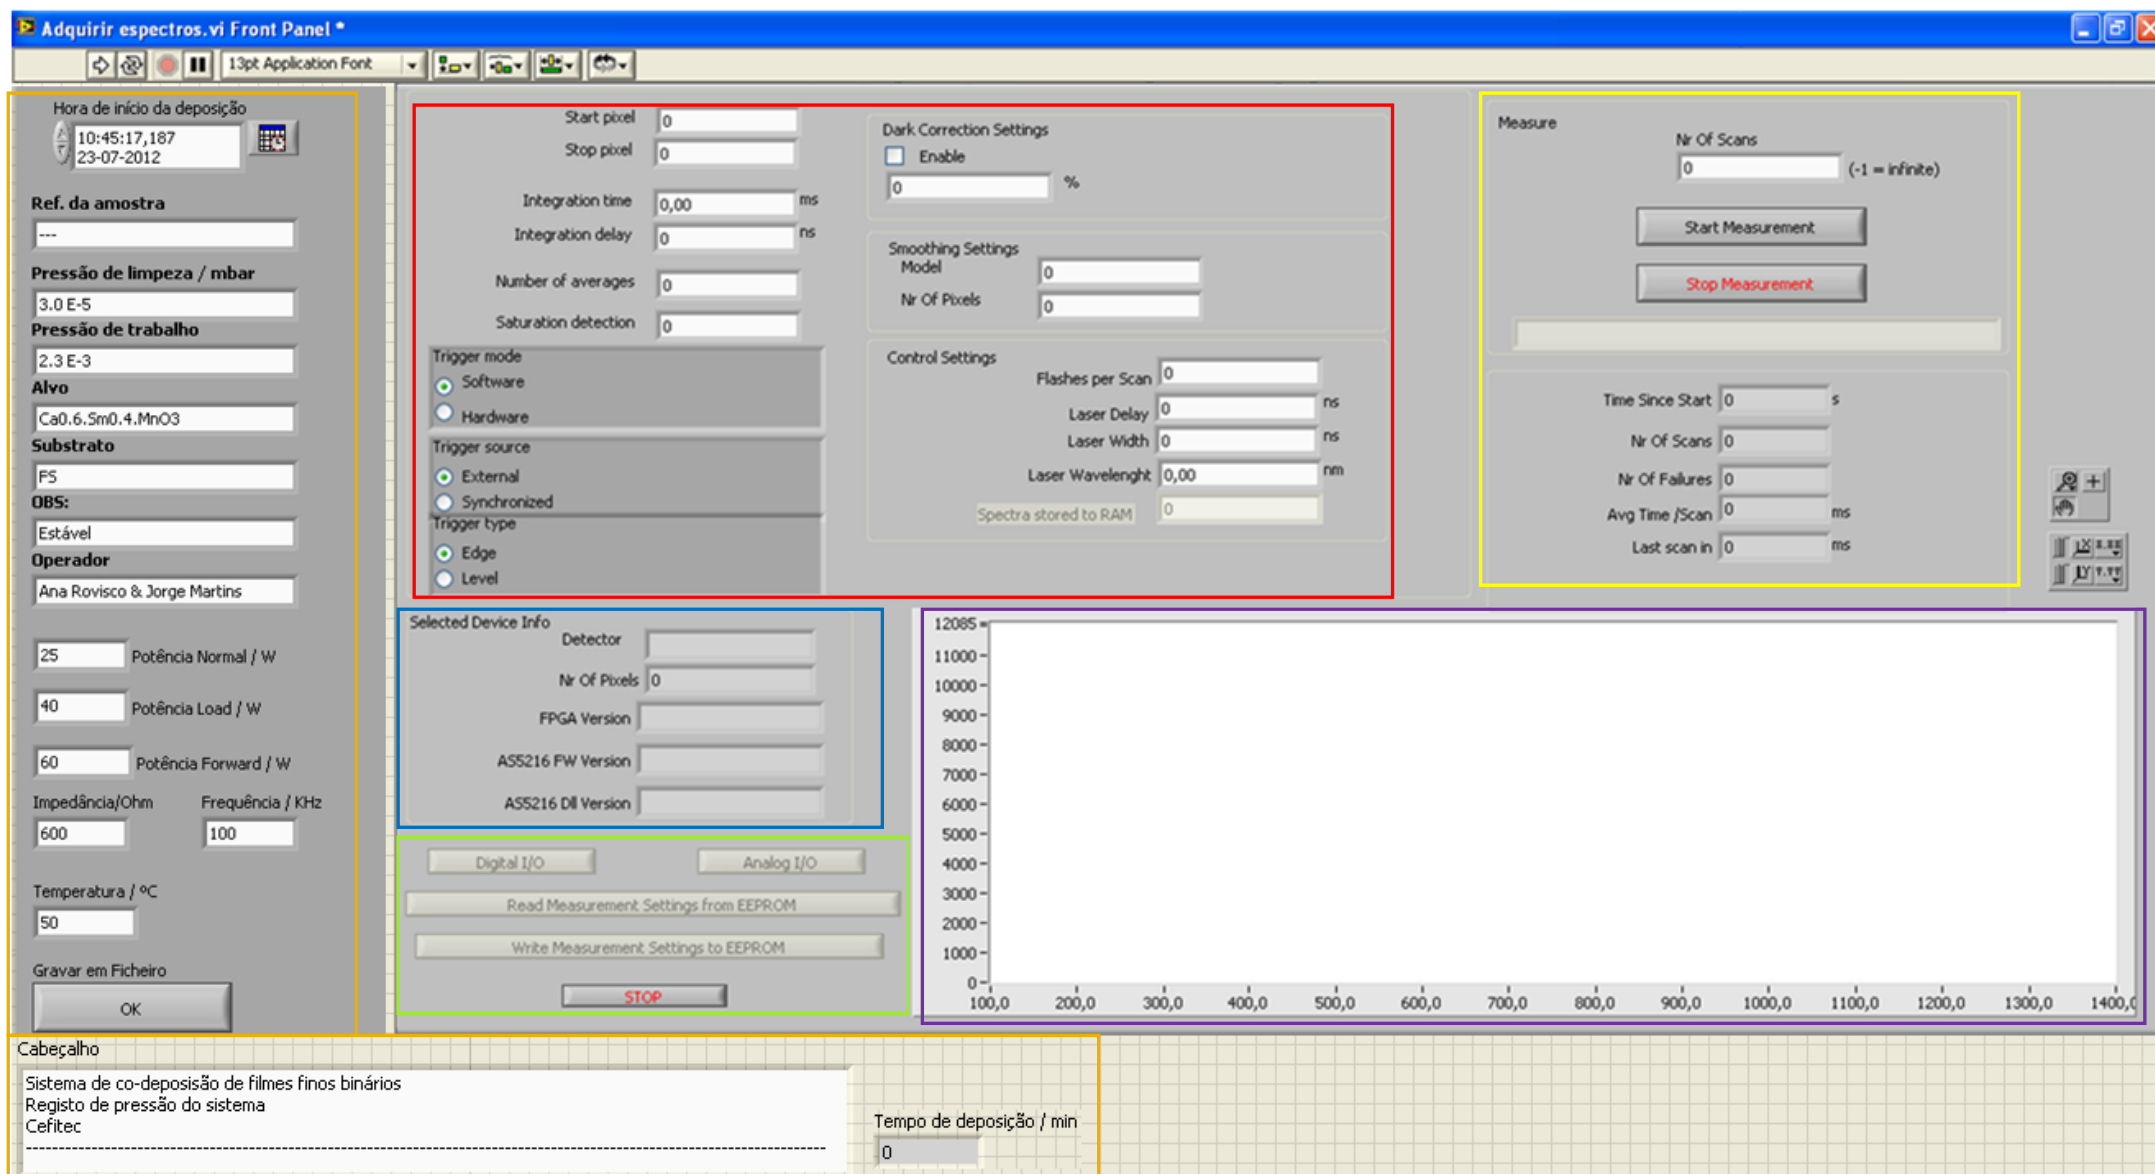 Adquirir espectros.vi Front Panel *
13pt Application Font
Hora de início da deposição
10:45:17,187
23-07-2012
Ref. da amostra
---
Pressão de limpeza / mbar
3.0 E-5
Pressão de trabalho
2.3 E-3
Alvo
Ca0.6.Sm0.4.MnO3
Substrato
FS
OBS:
Estável
Operador
Ana Rovisco & Jorge Martins
25 Potência Normal / W
40 Potência Load / W
60 Potência Forward / W
Impedância/Ohm Frequência / KHz
600 100
Temperatura / ºC
50
Gravar em Ficheiro
OK
Start pixel 0
Stop pixel 0
Integration time 0,00 ms
Integration delay 0 ns
Number of averages 0
Saturation detection 0
Trigger mode
Software
Hardware
Trigger source
External
Synchronized
Trigger type
Edge
Level
Dark Correction Settings
Enable
0 %
Smoothing Settings
Model 0
Nr Of Pixels 0
Control Settings
Flashes per Scan 0
Laser Delay 0 ns
Laser Width 0 ns
Laser Wavelenght 0,00 nm
Spectra stored to RAM 0
Measure
Nr Of Scans
0 (-1 = infinite)
Start Measurement
Stop Measurement
Time Since Start 0 s
Nr Of Scans 0
Nr Of Failures 0
Avg Time /Scan 0 ms
Last scan in 0 ms
Selected Device Info
Detector
Nr Of Pixels 0
FPGA Version
AS5216 FW Version
AS5216 Dll Version
Digital I/O Analog I/O
Read Measurement Settings from EEPROM
Write Measurement Settings to EEPROM
STOP
12085
11000
10000
9000
8000
7000
6000
5000
4000
3000
2000
1000
0
100,0 200,0 300,0 400,0 500,0 600,0 700,0 800,0 900,0 1000,0 1100,0 1200,0 1300,0 1400,0
Cabeçalho
Sistema de co-deposisão de filmes finos binários
Registo de pressão do sistema
Cefitec
--------------------------------------------------------------------------------
Tempo de deposição / min
0